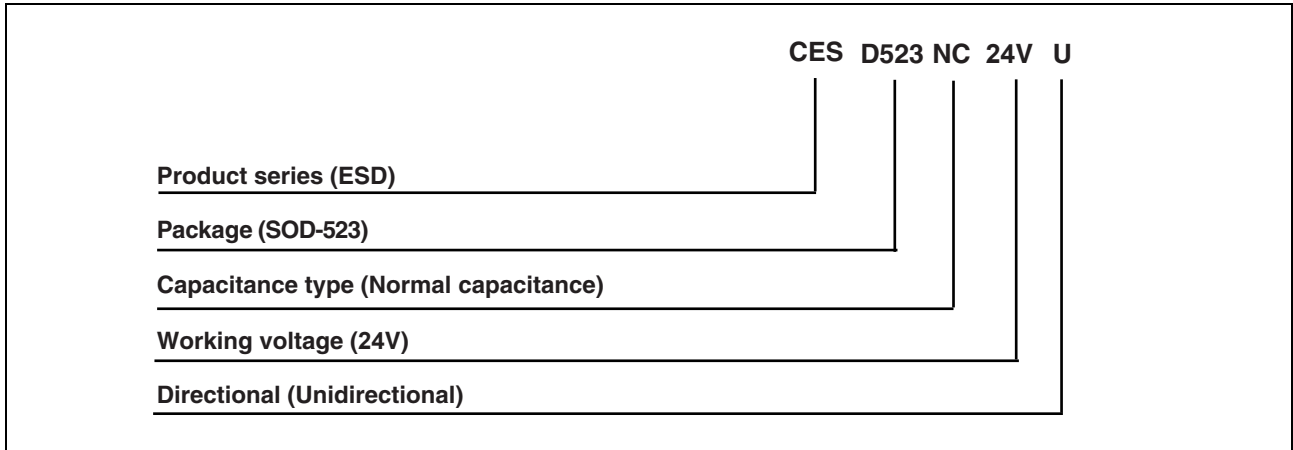 CES D523 NC 24V U
Product series (ESD)
Package (SOD-523)
Capacitance type (Normal capacitance)
Working voltage (24V)
Directional (Unidirectional)